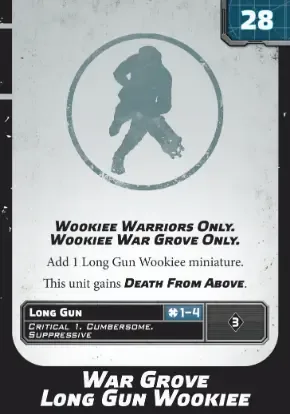 28
Wookiee Warriors Only.
Wookiee War Grove Only.
Add 1 Long Gun Wookiee miniature.
This unit gains Death From Above.
Long Gun 1–4
Critical 1. Cumbersome.
Suppressive
3
War Grove
Long Gun Wookiee